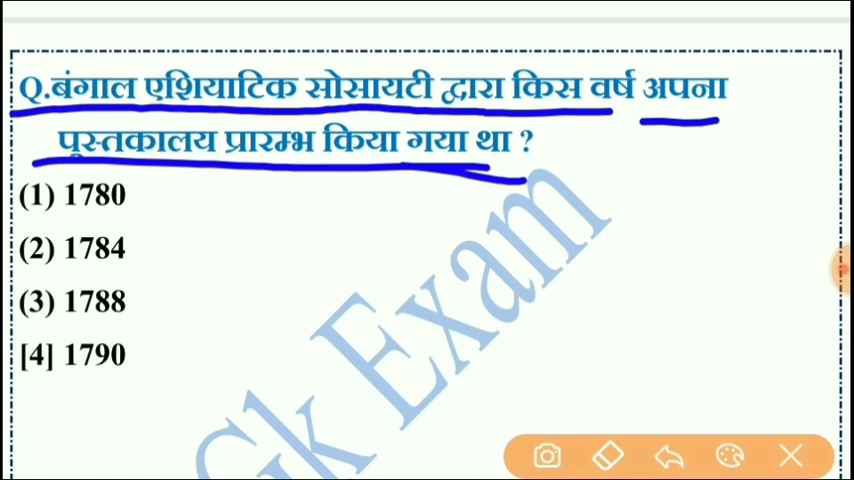 Q.बंगाल एशियाटिक सोसायटी द्वारा किस वर्ष अपना
पुस्तकालय प्रारम्भ किया गया था ?
(1) 1780
(2) 1784
(3) 1788
[4] 1790
Gk Exam